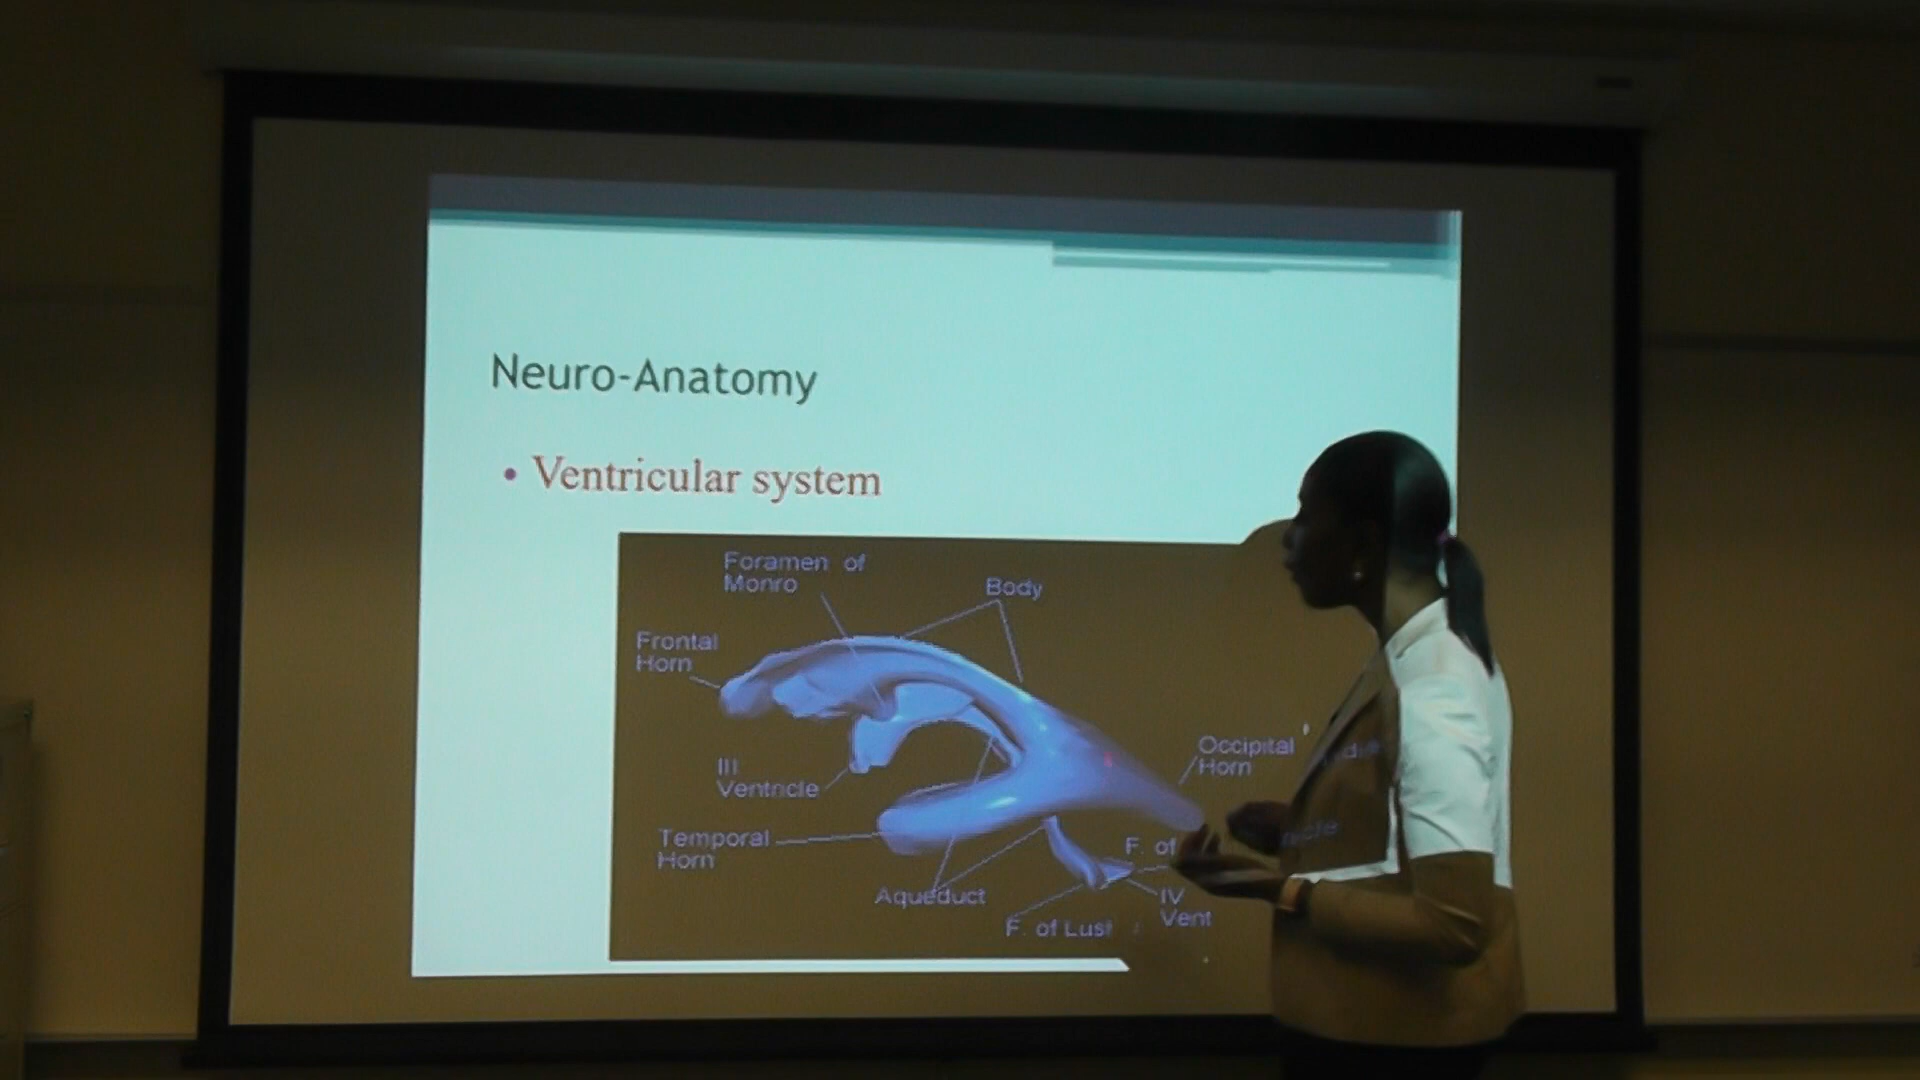 Neuro-Anatomy
• Ventricular system
Foramen of
Monro
Body
Frontal
Horn
Occipital
Horn
III
Ventricle
Temporal
Horn
F. of
Aqueduct
IV
Vent
F. of